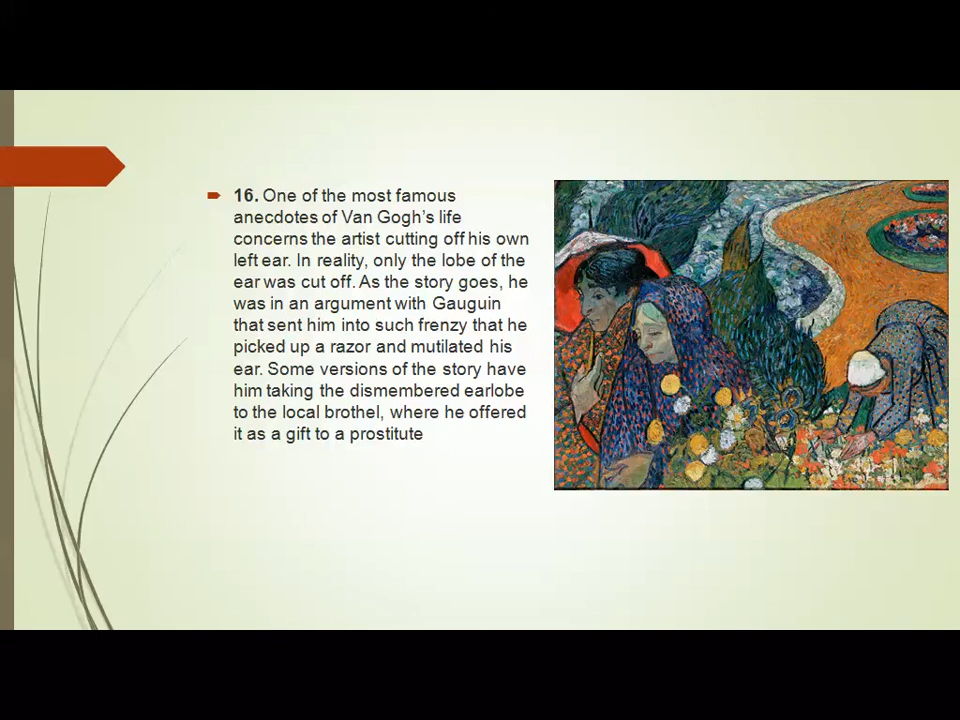 16. One of the most famous
anecdotes of Van Gogh's life
concerns the artist cutting off his own
left ear. In reality, only the lobe of the
ear was cut off. As the story goes, he
was in an argument with Gauguin
that sent him into such frenzy that he
picked up a razor and mutilated his
ear. Some versions of the story have
him taking the dismembered earlobe
to the local brothel, where he offered
it as a gift to a prostitute